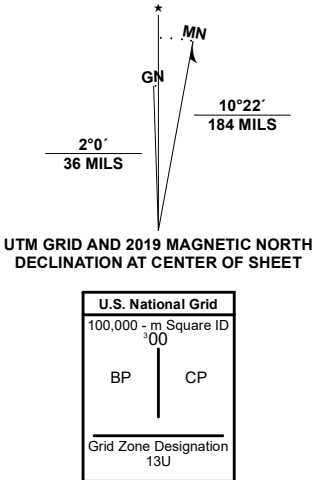 ★
MN
GN
10°22´
184 MILS
2°0´
36 MILS
UTM GRID AND 2019 MAGNETIC NORTH
DECLINATION AT CENTER OF SHEET
U.S. National Grid
100,000 - m Square ID
³00
BP CP
Grid Zone Designation
13U